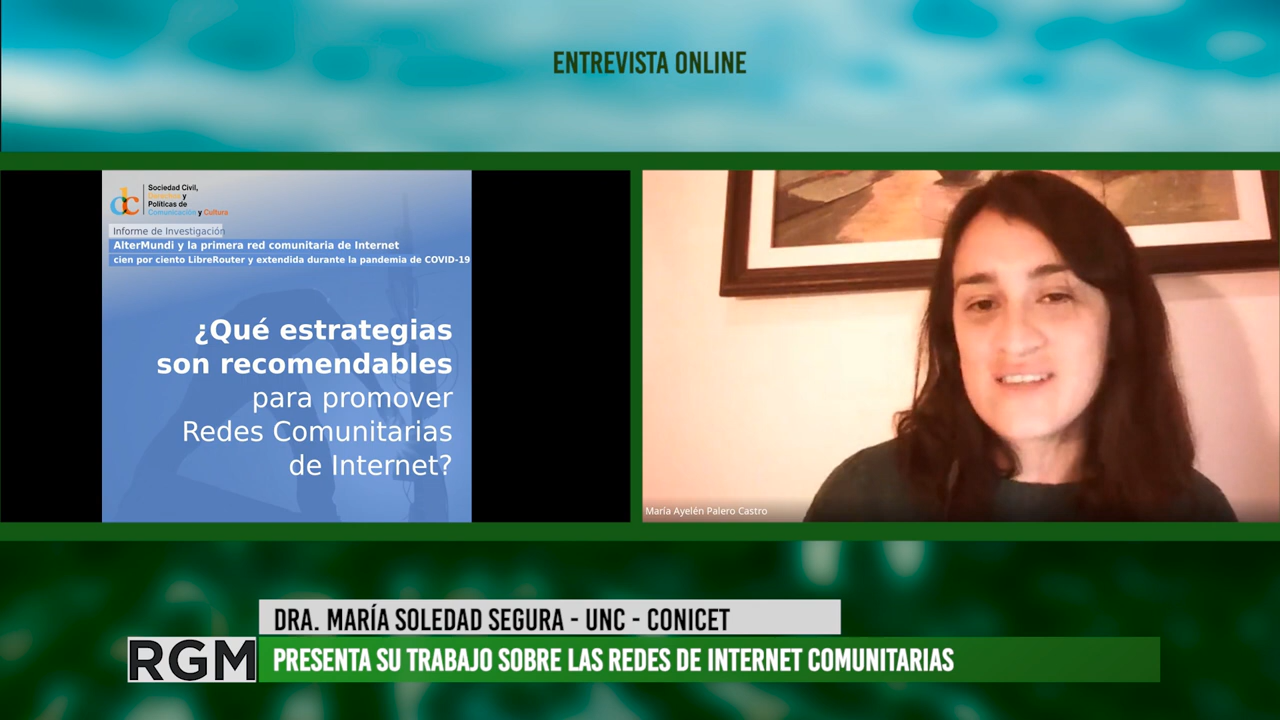 ENTREVISTA ONLINE
Sociedad Civil,
Derechos y
Políticas de
Comunicación y Cultura
Informe de Investigación
AlterMundi y la primera red comunitaria de Internet
cien por ciento LibreRouter y extendida durante la pandemia de COVID-19
¿Qué estrategias
son recomendables
para promover
Redes Comunitarias
de Internet?
María Ayelén Palero Castro
DRA. MARÍA SOLEDAD SEGURA - UNC - CONICET
RGM
PRESENTA SU TRABAJO SOBRE LAS REDES DE INTERNET COMUNITARIAS